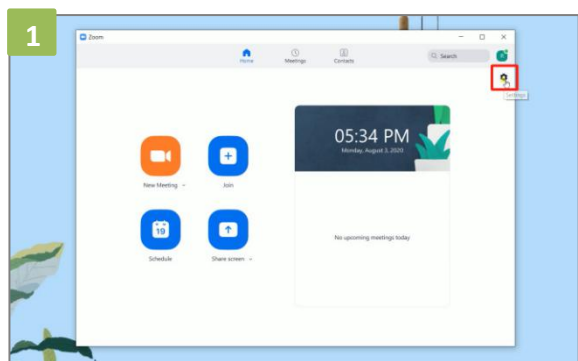 1
Zoom
Home
Meetings
Contacts
Search
Settings
05:34 PM
Monday, August 3, 2020
New Meeting
Join
19
Schedule
Share screen
No upcoming meetings today